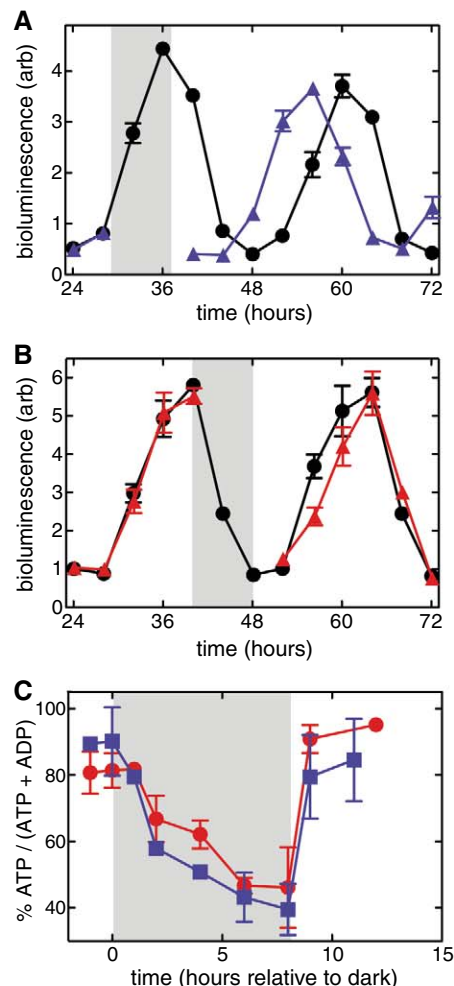 A
bioluminescence (arb)
4
3
2
1
0
24 36 48 60 72
time (hours)
B
bioluminescence (arb)
6
5
4
3
2
1
0
24 36 48 60 72
time (hours)
C
% ATP / (ATP + ADP)
100
80
60
40
0 5 10 15
time (hours relative to dark)